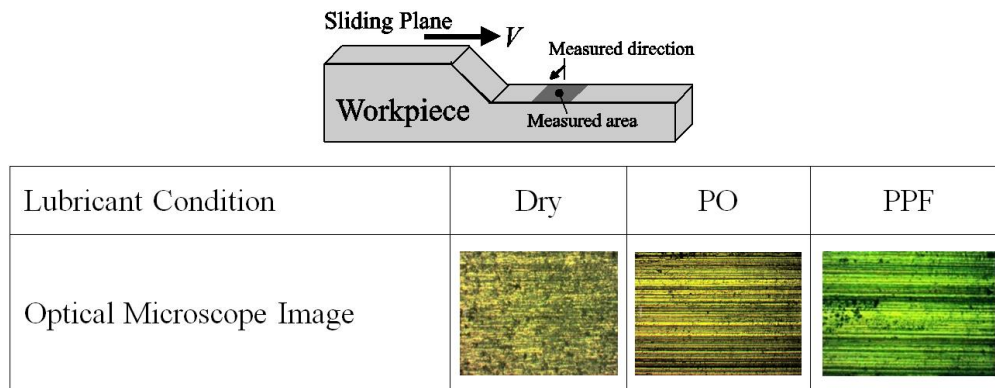 Sliding Plane
V
Measured direction
Workpiece
Measured area
Lubricant Condition
Dry
PO
PPF
Optical Microscope Image